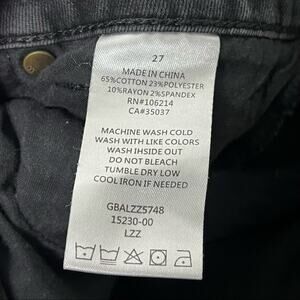 27
MADE IN CHINA
65%COTTON 23%POLYESTER
10%RAYON 2%SPANDEX
RN#106214
CA#35037
MACHINE WASH COLD
WASH WITH LIKE COLORS
WASH INHSIDE OUT
DO NOT BLEACH
TUMBLE DRY LOW
COOL IRON IF NEEDED
GBALZZ5748
15230-00
LZZ